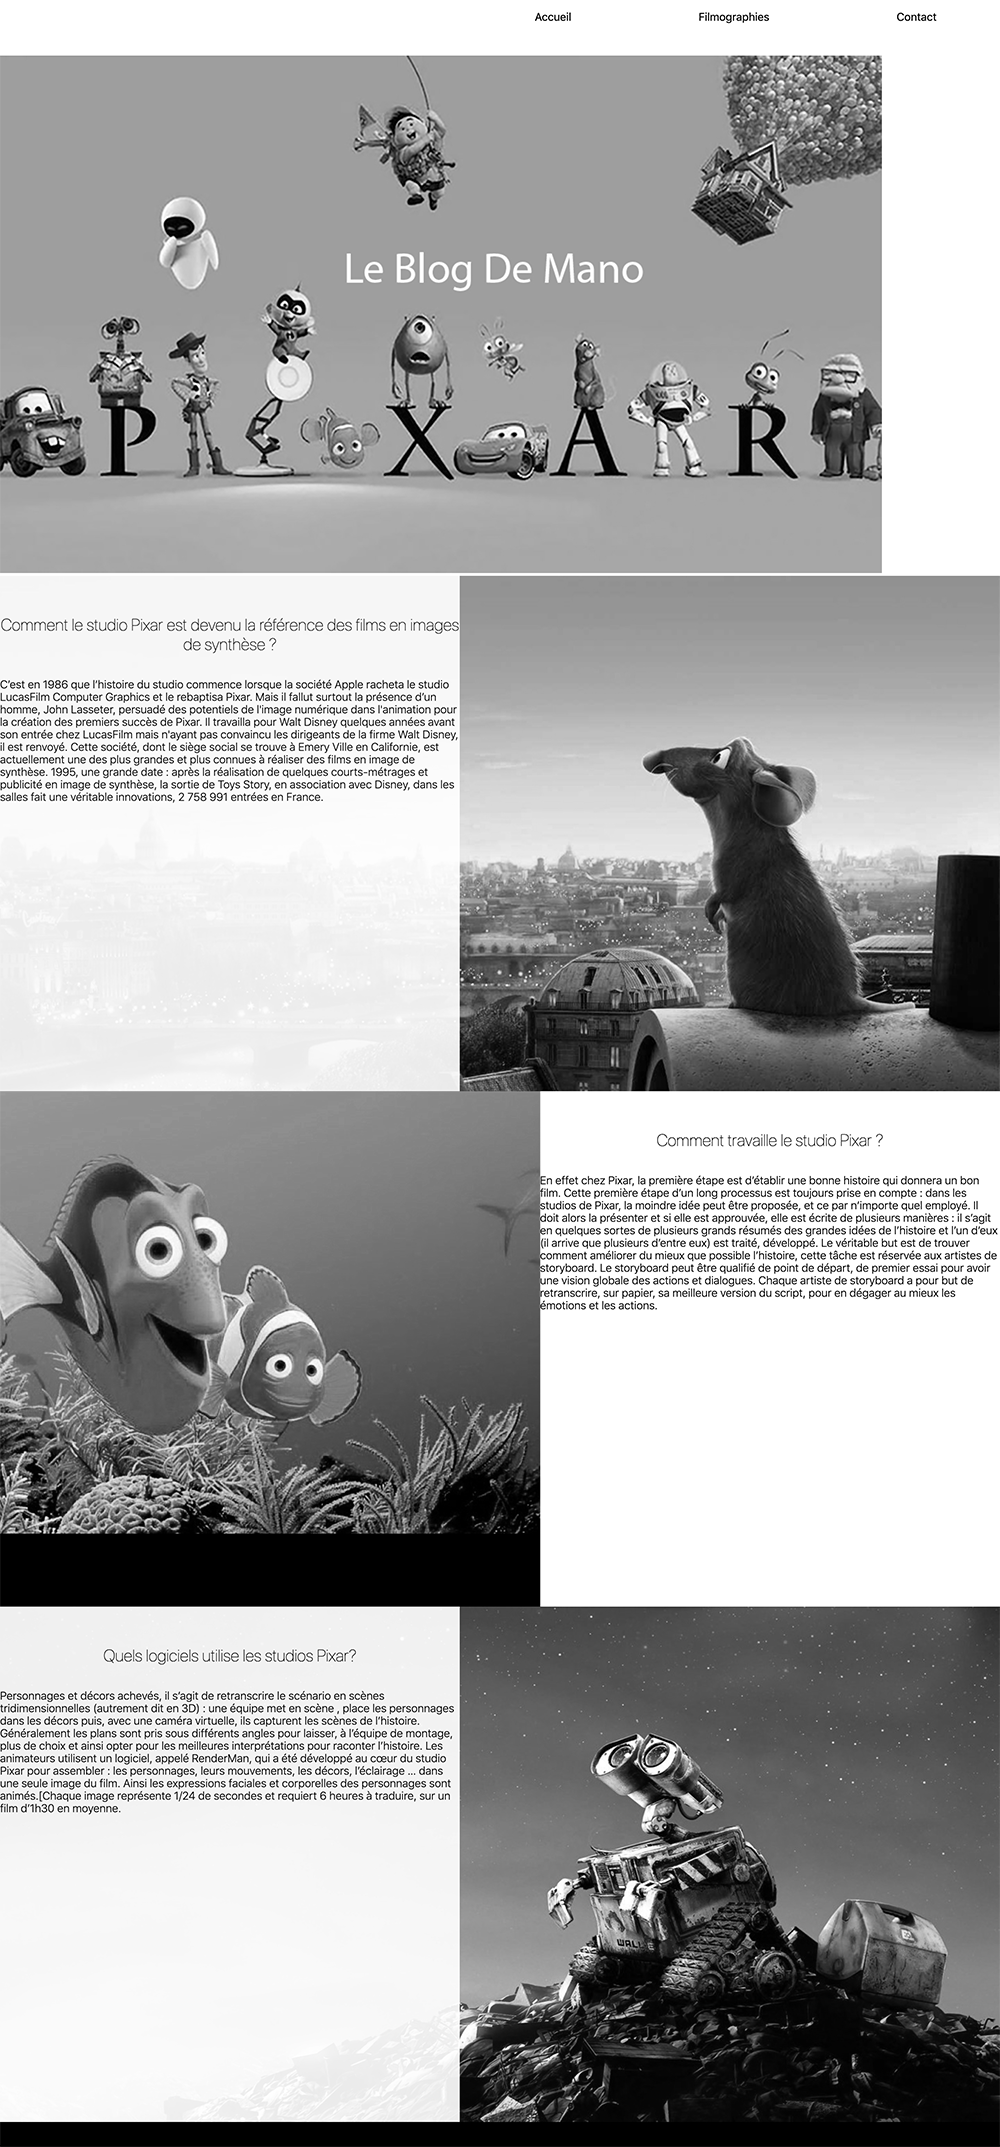 Accueil Filmographies Contact
Le Blog De Mano
PIXAR
Comment le studio Pixar est devenu la référence des films en images
de synthèse ?
C’est en 1986 que l’histoire du studio commence lorsque la société Apple racheta le studio
LucasFilm Computer Graphics et le rebaptisa Pixar. Mais il fallut surtout la présence d’un
homme, John Lasseter, persuadé des potentiels de l'image numérique dans l'animation pour
la création des premiers succès de Pixar. Il travailla pour Walt Disney quelques années avant
son entrée chez LucasFilm mais n'ayant pas convaincu les dirigeants de la firme Walt Disney,
il est renvoyé. Cette société, dont le siège social se trouve à Emery Ville en Californie, est
actuellement une des plus grandes et plus connues à réaliser des films en image de
synthèse. 1995, une grande date : après la réalisation de quelques courts-métrages et
publicité en image de synthèse, la sortie de Toys Story, en association avec Disney, dans les
salles fait une véritable innovations, 2 758 991 entrées en France.
Comment travaille le studio Pixar ?
En effet chez Pixar, la première étape est d’établir une bonne histoire qui donnera un bon
film. Cette première étape d’un long processus est toujours prise en compte : dans les
studios de Pixar, la moindre idée peut être proposée, et ce par n’importe quel employé. Il
doit alors la présenter et si elle est approuvée, elle est écrite de plusieurs manières : il s’agit
en quelques sortes de plusieurs grands résumés des grandes idées de l’histoire et l’un d’eux
(il arrive que plusieurs d’entre eux) est traité, développé. Le véritable but est de trouver
comment améliorer du mieux que possible l’histoire, cette tâche est réservée aux artistes de
storyboard. Le storyboard peut être qualifié de point de départ, de premier essai pour avoir
une vision globale des actions et dialogues. Chaque artiste de storyboard a pour but de
retranscrire, sur papier, sa meilleure version du script, pour en dégager au mieux les
émotions et les actions.
Quels logiciels utilise les studios Pixar?
Personnages et décors achevés, il s’agit de retranscrire le scénario en scènes
tridimensionnelles (autrement dit en 3D) : une équipe met en scène , place les personnages
dans les décors puis, avec une caméra virtuelle, ils capturent les scènes de l’histoire.
Généralement les plans sont pris sous différents angles pour laisser, à l’équipe de montage,
plus de choix et ainsi opter pour les meilleures interprétations pour raconter l’histoire. Les
animateurs utilisent un logiciel, appelé RenderMan, qui a été développé au cœur du studio
Pixar pour assembler : les personnages, leurs mouvements, les décors, l’éclairage ... dans
une seule image du film. Ainsi les expressions faciales et corporelles des personnages sont
animés.[Chaque image représente 1/24 de secondes et requiert 6 heures à traduire, sur un
film d’1h30 en moyenne.